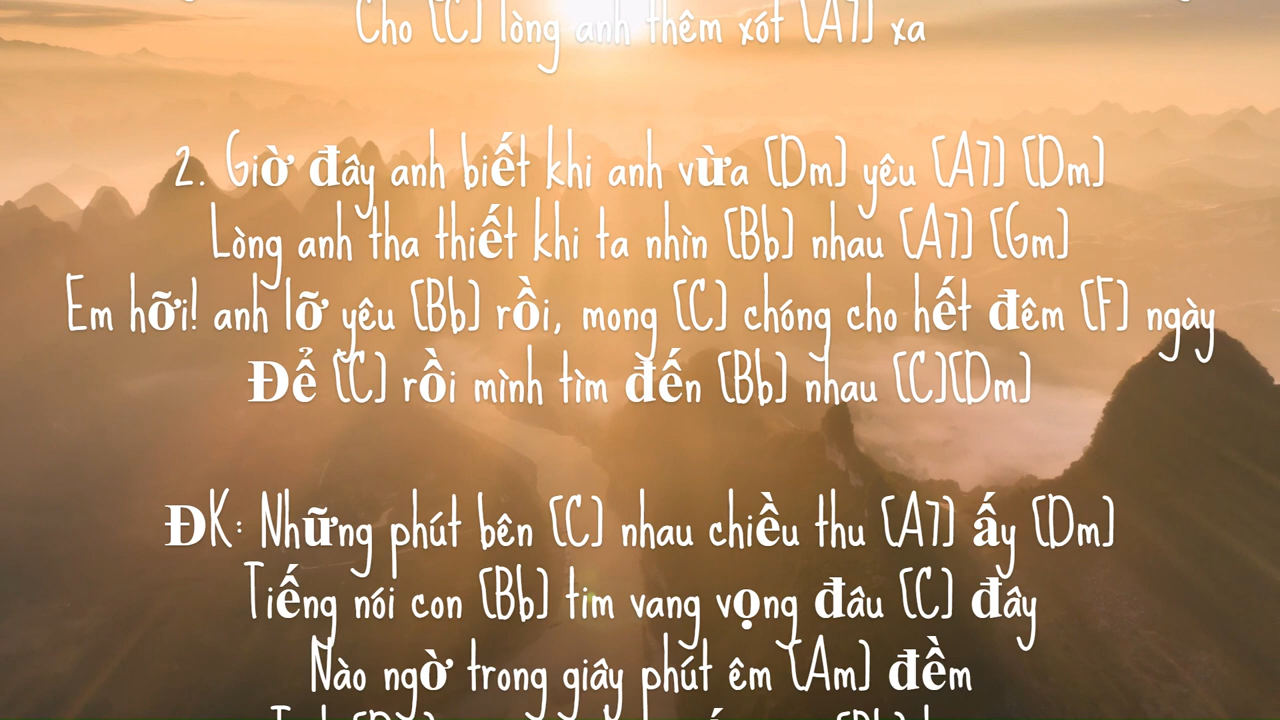 Cho [C] lòng anh thêm xót [A7] xa
2. Giờ đây anh biết khi anh vừa [Dm] yêu [A7] [Dm]
Lòng anh tha thiết khi ta nhìn [Bb] nhau [A7] [Gm]
Em hỡi! anh lỡ yêu [Bb] rồi, mong [C] chóng cho hết đêm [F] ngày
Để [C] rồi mình tìm đến [Bb] nhau [C][Dm]
ĐK: Những phút bên [C] nhau chiều thu [A7] ấy [Dm]
Tiếng nói con [Bb] tim vang vọng đâu [C] đây
Nào ngờ trong giây phút êm [Am] đềm